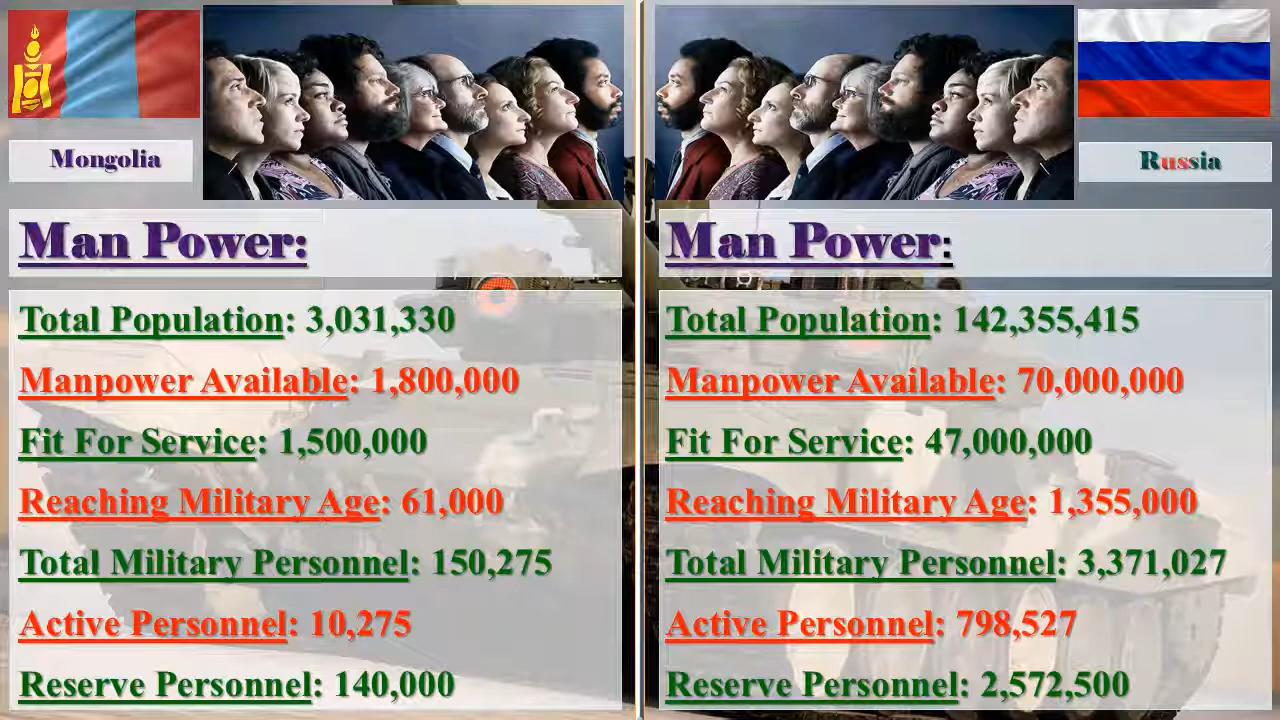 Mongolia
Russia
Man Power:
Total Population: 3,031,330
Manpower Available: 1,800,000
Fit For Service: 1,500,000
Reaching Military Age: 61,000
Total Military Personnel: 150,275
Active Personnel: 10,275
Reserve Personnel: 140,000
Man Power:
Total Population: 142,355,415
Manpower Available: 70,000,000
Fit For Service: 47,000,000
Reaching Military Age: 1,355,000
Total Military Personnel: 3,371,027
Active Personnel: 798,527
Reserve Personnel: 2,572,500